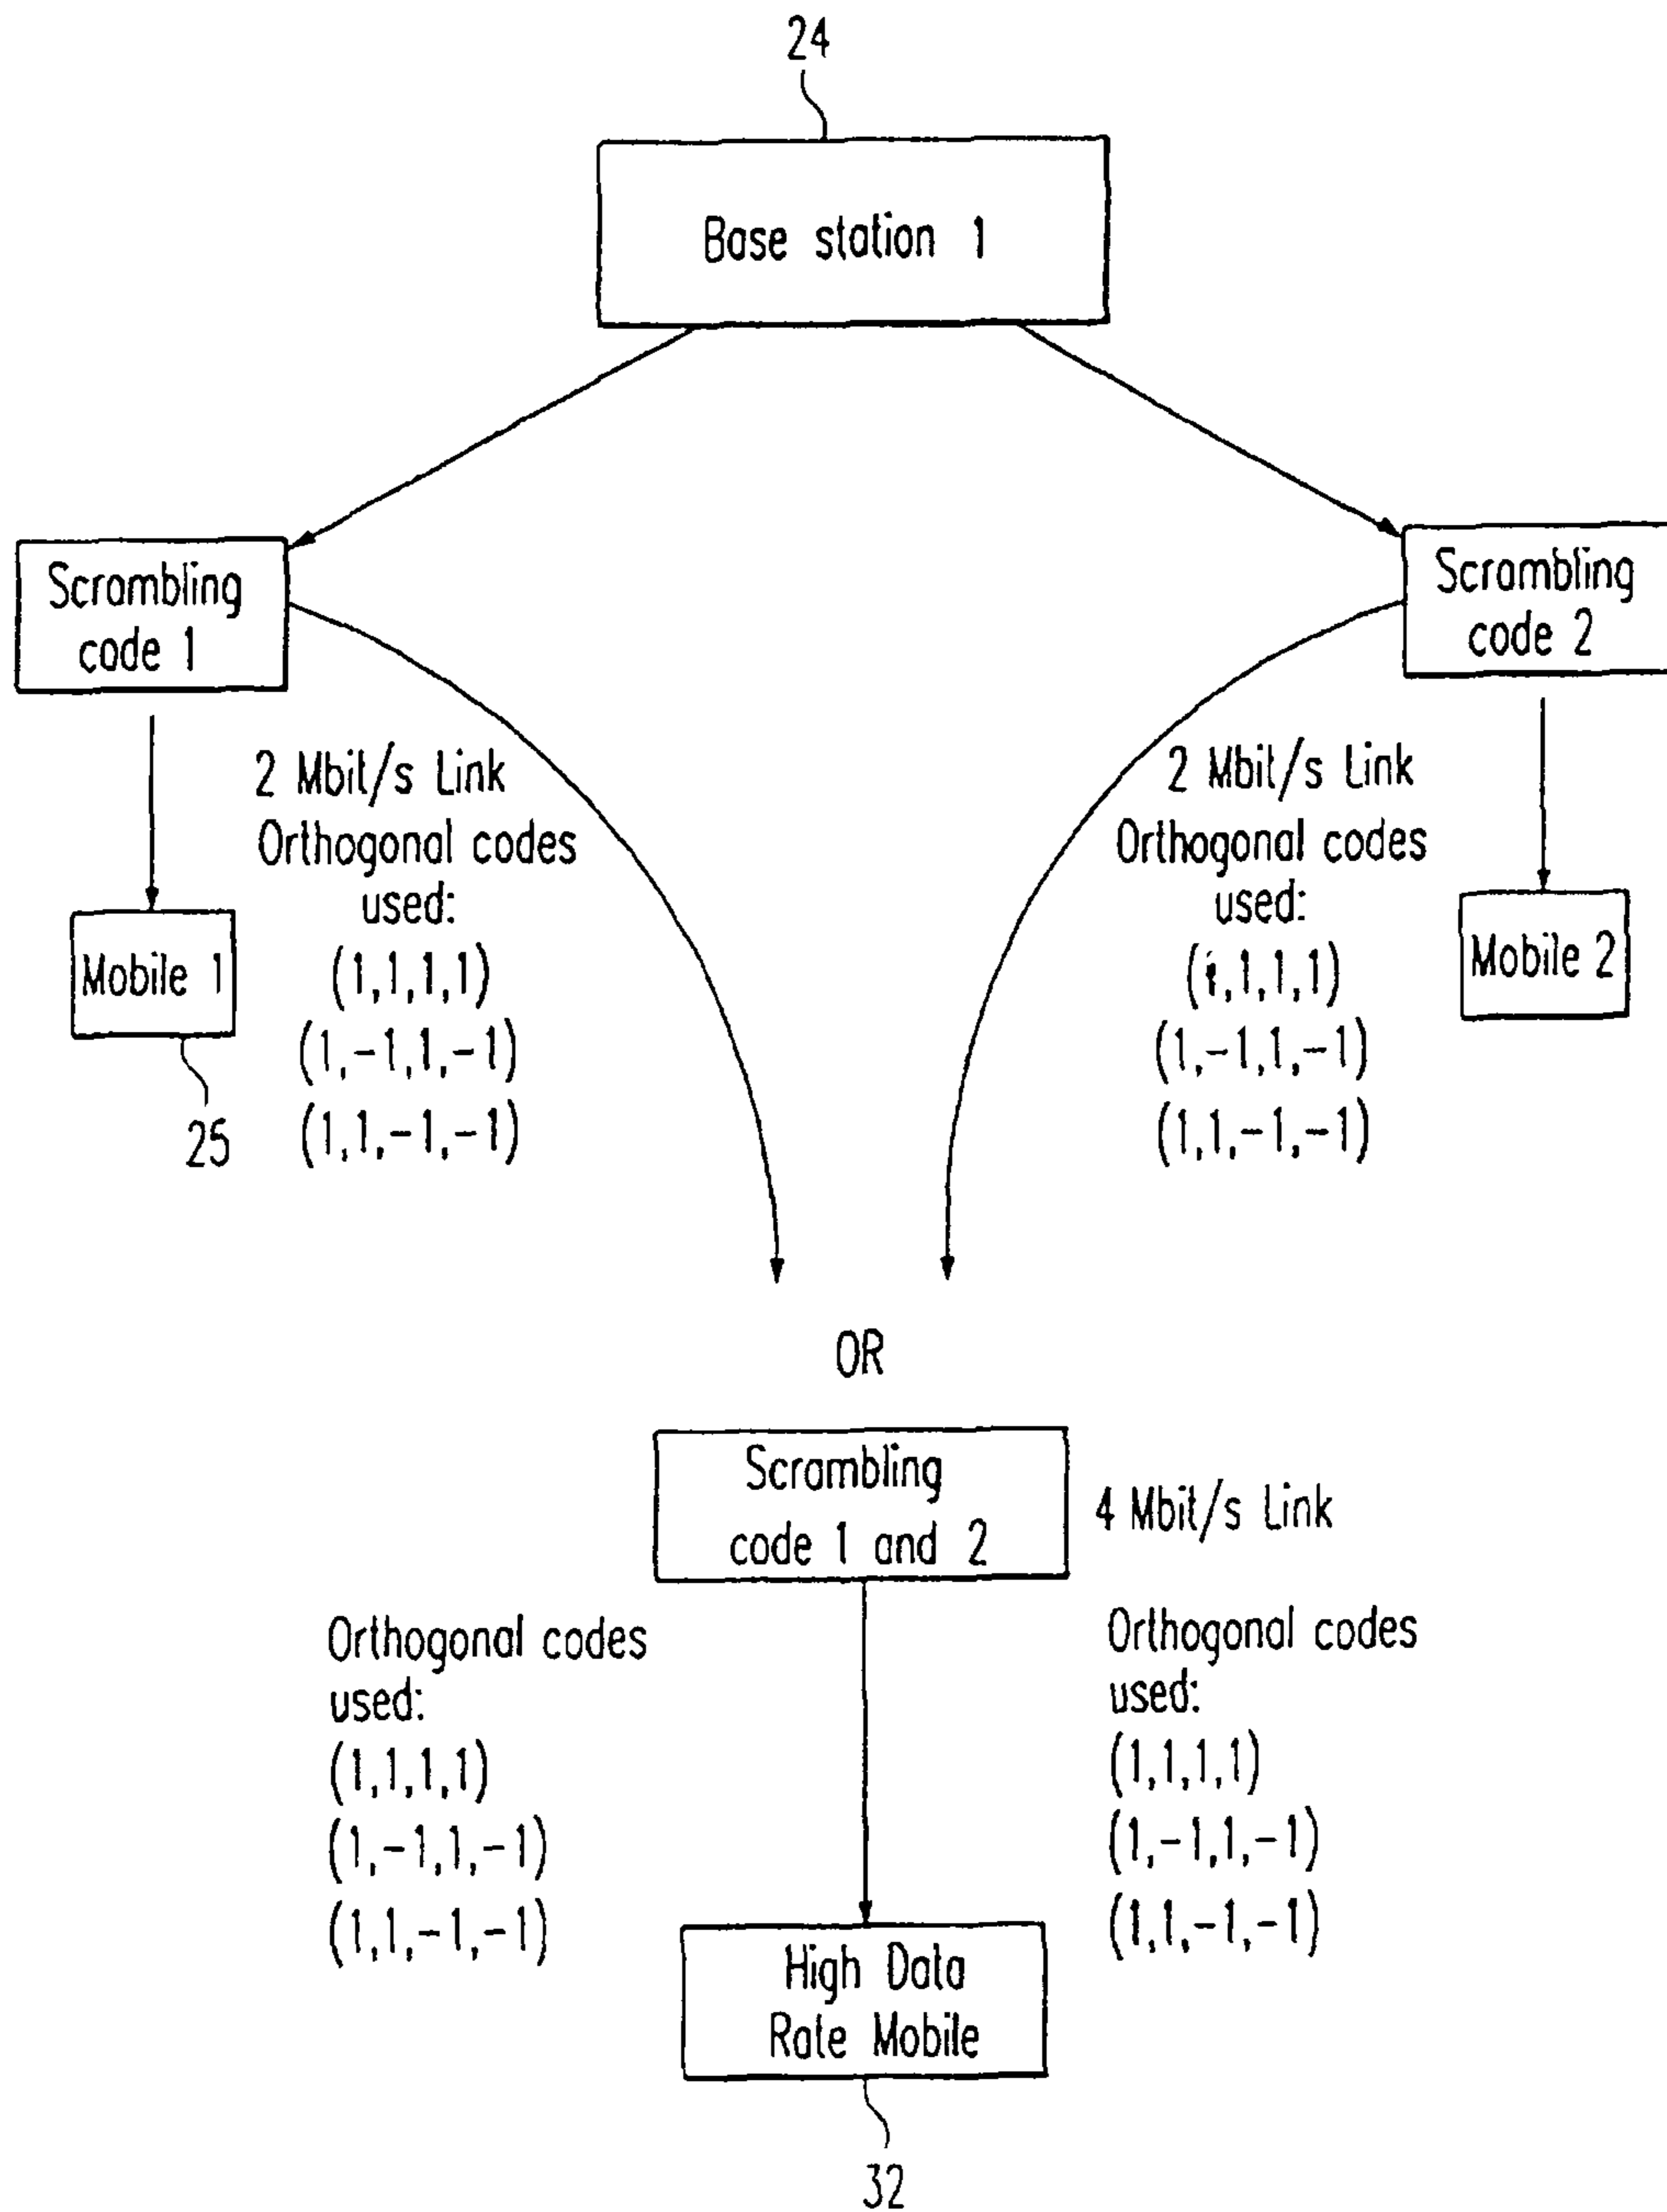 24
Base station 1
Scrambling
code 1
Scrambling
code 2
2 Mbit/s Link
Orthogonal codes
used:
(1,1,1,1)
(1,-1,1,-1)
(1,1,-1,-1)
Mobile 1
25
2 Mbit/s Link
Orthogonal codes
used:
(1,1,1,1)
(1,-1,1,-1)
(1,1,-1,-1)
Mobile 2
OR
Scrambling
code 1 and 2
4 Mbit/s Link
Orthogonal codes
used:
(1,1,1,1)
(1,-1,1,-1)
(1,1,-1,-1)
Orthogonal codes
used:
(1,1,1,1)
(1,-1,1,-1)
(1,1,-1,-1)
High Data
Rate Mobile
32